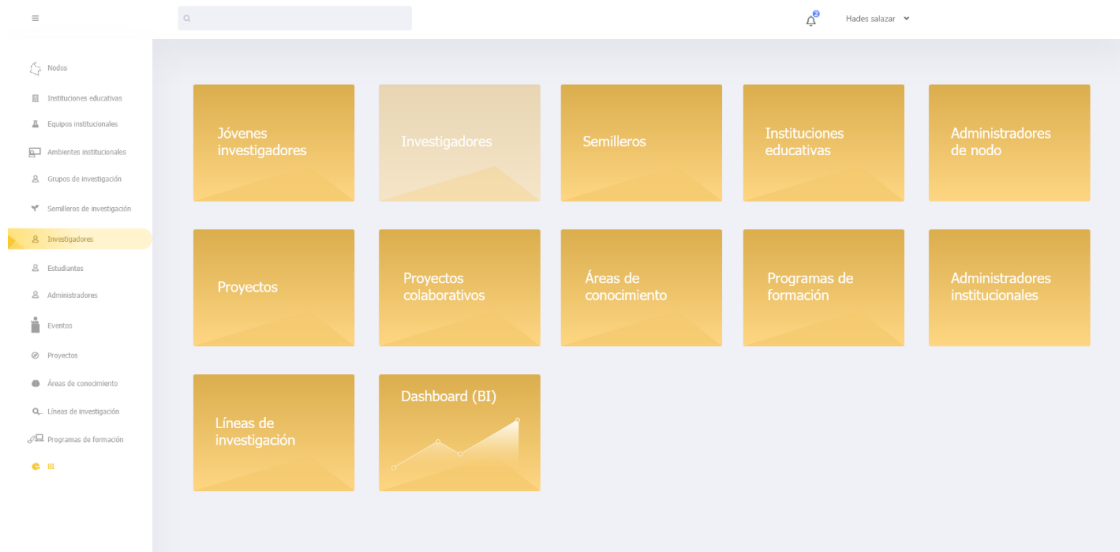 2
Hades salazar
Nodos
Instituciones educativas
Equipos institucionales
Ambientes institucionales
Grupos de investigación
Semilleros de investigación
Investigadores
Estudiantes
Administradores
Eventos
Proyectos
Áreas de conocimiento
Líneas de investigación
Programas de formación
BI
Jóvenes
investigadores
Investigadores
Semilleros
Instituciones
educativas
Administradores
de nodo
Proyectos
Proyectos
colaborativos
Áreas de
conocimiento
Programas de
formación
Administradores
institucionales
Líneas de
investigación
Dashboard (BI)